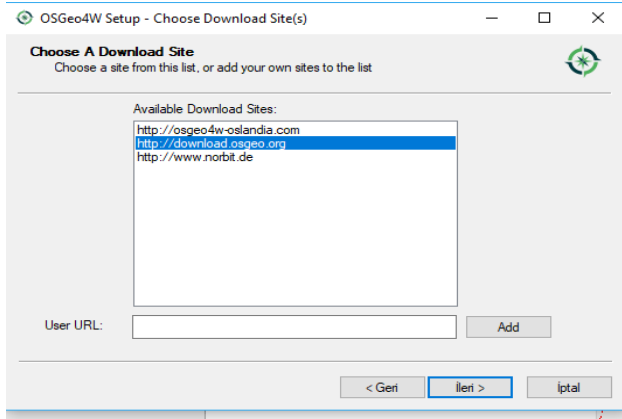 OSGeo4W Setup - Choose Download Site(s)
Choose A Download Site
Choose a site from this list, or add your own sites to the list
Available Download Sites:
http://osgeo4w-oslandia.com
http://download.osgeo.org
http://www.norbit.de
User URL:
Add
< Geri
İleri >
İptal